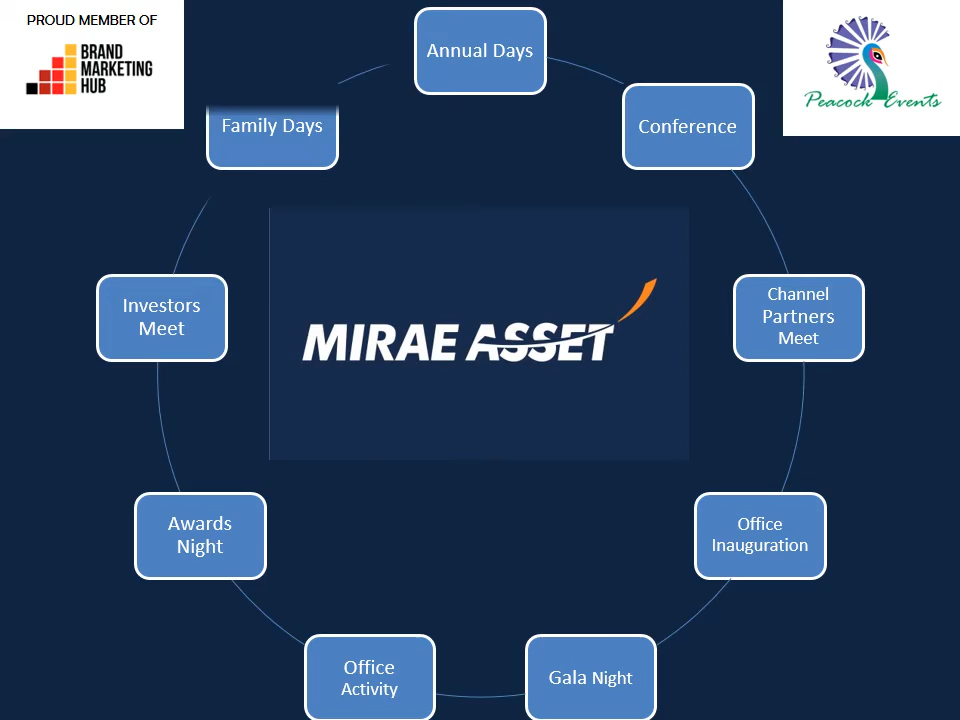 PROUD MEMBER OF
BRAND
MARKETING
HUB
Peacock Events
Annual Days
Conference
Channel
Partners
Meet
Office
Inauguration
Gala Night
Office
Activity
Awards
Night
Investors
Meet
Family Days
MIRAE ASSET